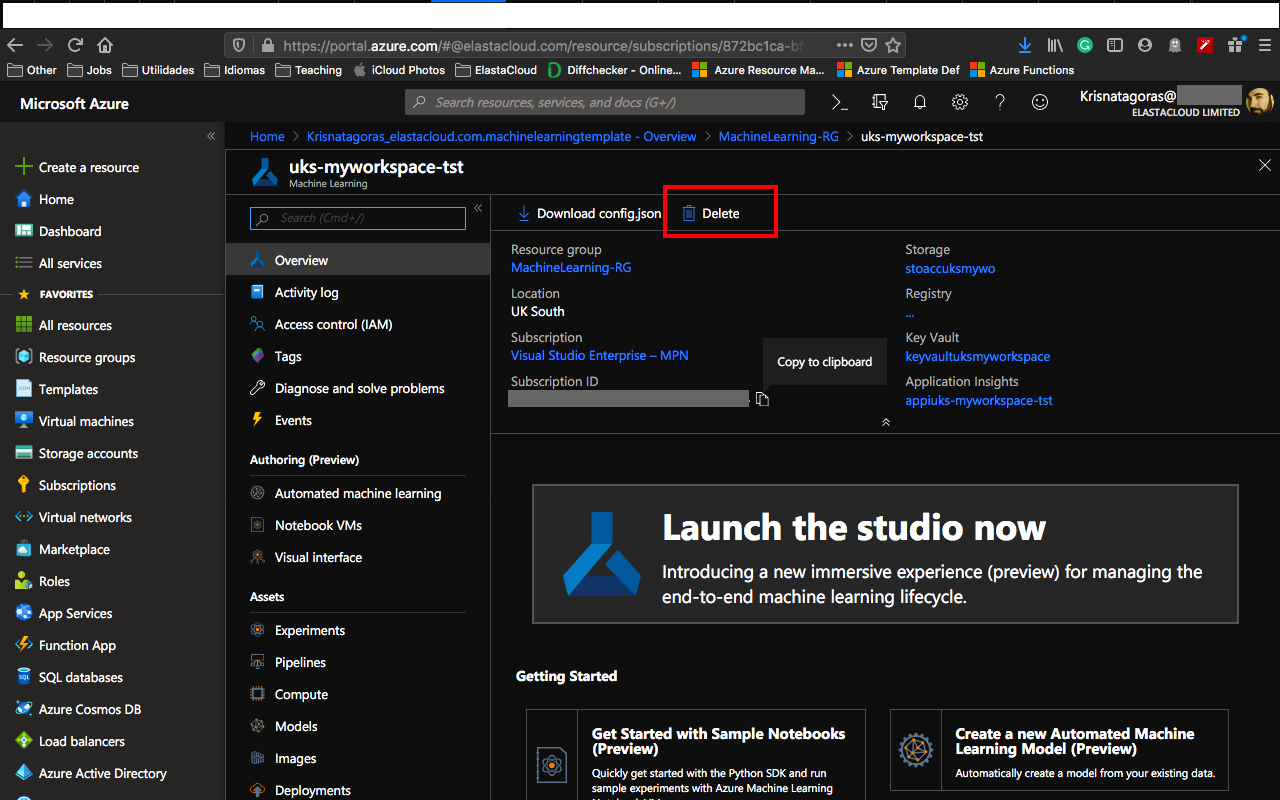 https://portal.azure.com/#@elastacloud.com/resource/subscriptions/872bc1ca-bf
Other Jobs Utilidades Idiomas Teaching iCloud Photos ElastaCloud Diffchecker - Online... Azure Resource Ma... Azure Template Def Azure Functions
Microsoft Azure
Search resources, services, and docs (G+/)
Krisnatagoras@
ELASTACLOUD LIMITED
Create a resource
Home
Dashboard
All services
FAVORITES
All resources
Resource groups
Templates
Virtual machines
Storage accounts
Subscriptions
Virtual networks
Marketplace
Roles
App Services
Function App
SQL databases
Azure Cosmos DB
Load balancers
Azure Active Directory
Home > Krisnatagoras_elastacloud.com.machinelearningtemplate - Overview > MachineLearning-RG > uks-myworkspace-tst
uks-myworkspace-tst
Machine Learning
Search (Cmd+/)
Overview
Activity log
Access control (IAM)
Tags
Diagnose and solve problems
Events
Authoring (Preview)
Automated machine learning
Notebook VMs
Visual interface
Assets
Experiments
Pipelines
Compute
Models
Images
Deployments
Download config.json
Delete
Resource group
MachineLearning-RG
Location
UK South
Subscription
Visual Studio Enterprise – MPN
Subscription ID
Copy to clipboard
Storage
stoaccuksmywo
Registry
...
Key Vault
keyvaultuksmyworkspace
Application Insights
appiuks-myworkspace-tst
Launch the studio now
Introducing a new immersive experience (preview) for managing the
end-to-end machine learning lifecycle.
Getting Started
Get Started with Sample Notebooks
(Preview)
Quickly get started with the Python SDK and run
sample experiments with Azure Machine Learning
Create a new Automated Machine
Learning Model (Preview)
Automatically create a model from your existing data.